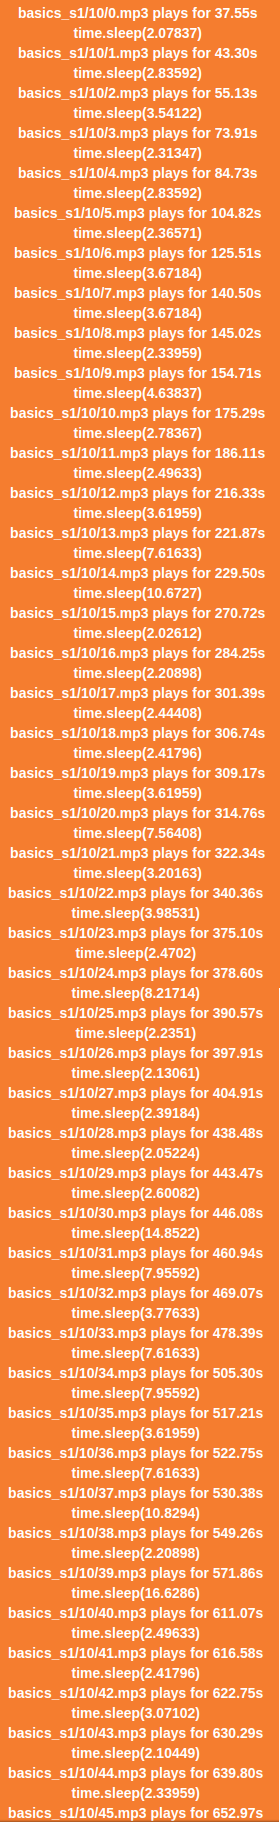 basics_s1/10/0.mp3 plays for 37.55s
time.sleep(2.07837)
basics_s1/10/1.mp3 plays for 43.30s
time.sleep(2.83592)
basics_s1/10/2.mp3 plays for 55.13s
time.sleep(3.54122)
basics_s1/10/3.mp3 plays for 73.91s
time.sleep(2.31347)
basics_s1/10/4.mp3 plays for 84.73s
time.sleep(2.83592)
basics_s1/10/5.mp3 plays for 104.82s
time.sleep(2.36571)
basics_s1/10/6.mp3 plays for 125.51s
time.sleep(3.67184)
basics_s1/10/7.mp3 plays for 140.50s
time.sleep(3.67184)
basics_s1/10/8.mp3 plays for 145.02s
time.sleep(2.33959)
basics_s1/10/9.mp3 plays for 154.71s
time.sleep(4.63837)
basics_s1/10/10.mp3 plays for 175.29s
time.sleep(2.78367)
basics_s1/10/11.mp3 plays for 186.11s
time.sleep(2.49633)
basics_s1/10/12.mp3 plays for 216.33s
time.sleep(3.61959)
basics_s1/10/13.mp3 plays for 221.87s
time.sleep(7.61633)
basics_s1/10/14.mp3 plays for 229.50s
time.sleep(10.6727)
basics_s1/10/15.mp3 plays for 270.72s
time.sleep(2.02612)
basics_s1/10/16.mp3 plays for 284.25s
time.sleep(2.20898)
basics_s1/10/17.mp3 plays for 301.39s
time.sleep(2.44408)
basics_s1/10/18.mp3 plays for 306.74s
time.sleep(2.41796)
basics_s1/10/19.mp3 plays for 309.17s
time.sleep(3.61959)
basics_s1/10/20.mp3 plays for 314.76s
time.sleep(7.56408)
basics_s1/10/21.mp3 plays for 322.34s
time.sleep(3.20163)
basics_s1/10/22.mp3 plays for 340.36s
time.sleep(3.98531)
basics_s1/10/23.mp3 plays for 375.10s
time.sleep(2.4702)
basics_s1/10/24.mp3 plays for 378.60s
time.sleep(8.21714)
basics_s1/10/25.mp3 plays for 390.57s
time.sleep(2.2351)
basics_s1/10/26.mp3 plays for 397.91s
time.sleep(2.13061)
basics_s1/10/27.mp3 plays for 404.91s
time.sleep(2.39184)
basics_s1/10/28.mp3 plays for 438.48s
time.sleep(2.05224)
basics_s1/10/29.mp3 plays for 443.47s
time.sleep(2.60082)
basics_s1/10/30.mp3 plays for 446.08s
time.sleep(14.8522)
basics_s1/10/31.mp3 plays for 460.94s
time.sleep(7.95592)
basics_s1/10/32.mp3 plays for 469.07s
time.sleep(3.77633)
basics_s1/10/33.mp3 plays for 478.39s
time.sleep(7.61633)
basics_s1/10/34.mp3 plays for 505.30s
time.sleep(7.95592)
basics_s1/10/35.mp3 plays for 517.21s
time.sleep(3.61959)
basics_s1/10/36.mp3 plays for 522.75s
time.sleep(7.61633)
basics_s1/10/37.mp3 plays for 530.38s
time.sleep(10.8294)
basics_s1/10/38.mp3 plays for 549.26s
time.sleep(2.20898)
basics_s1/10/39.mp3 plays for 571.86s
time.sleep(16.6286)
basics_s1/10/40.mp3 plays for 611.07s
time.sleep(2.49633)
basics_s1/10/41.mp3 plays for 616.58s
time.sleep(2.41796)
basics_s1/10/42.mp3 plays for 622.75s
time.sleep(3.07102)
basics_s1/10/43.mp3 plays for 630.29s
time.sleep(2.10449)
basics_s1/10/44.mp3 plays for 639.80s
time.sleep(2.33959)
basics_s1/10/45.mp3 plays for 652.97s